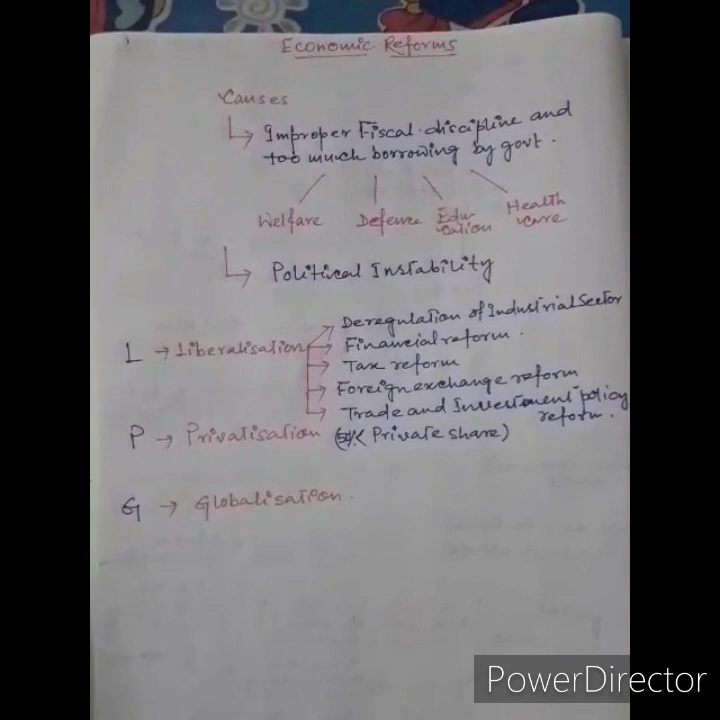 Economic Reforms
Causes
↳ Improper Fiscal discipline and
too much borrowing by govt.
Welfare Defence Edu- Health
cation care
↳ Political Instability
Deregulation of Industrial Sector
L → Liberalisation Financial reform.
Tax reform
Foreign exchange reform
Trade and Investment policy
reform.
P → Privatisation (51% < Private share)
G → Globalisation.
PowerDirector